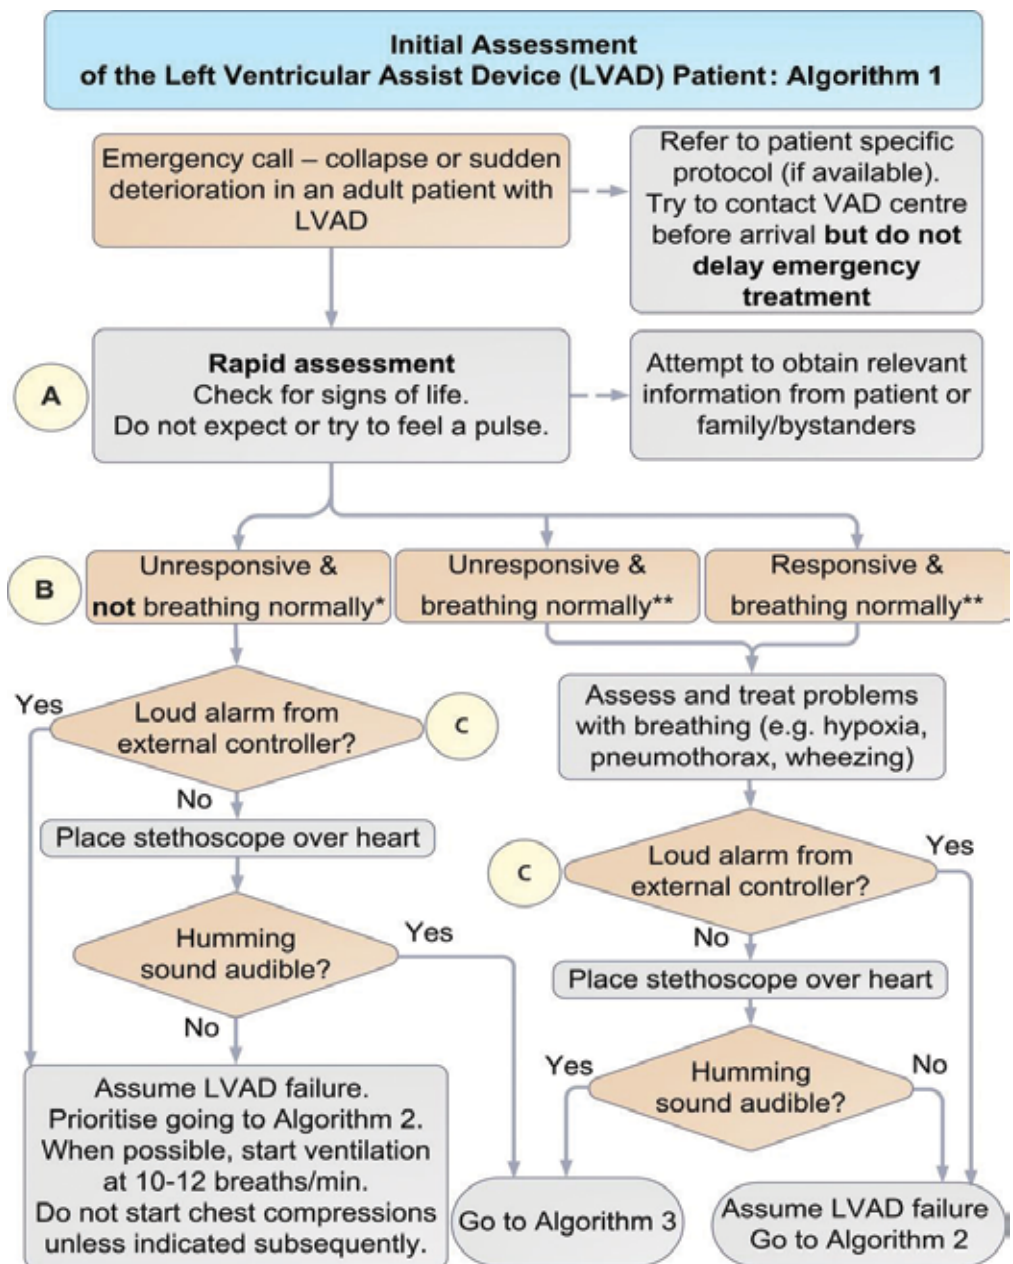 Initial Assessment
of the Left Ventricular Assist Device (LVAD) Patient: Algorithm 1
Emergency call – collapse or sudden
deterioration in an adult patient with
LVAD
Refer to patient specific
protocol (if available).
Try to contact VAD centre
before arrival but do not
delay emergency
treatment
A
Rapid assessment
Check for signs of life.
Do not expect or try to feel a pulse.
Attempt to obtain relevant
information from patient or
family/bystanders
B
Unresponsive &
not breathing normally*
Unresponsive &
breathing normally**
Responsive &
breathing normally**
Yes
Loud alarm from
external controller?
C
No
Place stethoscope over heart
Humming
sound audible?
Yes
No
Assume LVAD failure.
Prioritise going to Algorithm 2.
When possible, start ventilation
at 10-12 breaths/min.
Do not start chest compressions
unless indicated subsequently.
Assess and treat problems
with breathing (e.g. hypoxia,
pneumothorax, wheezing)
C
Loud alarm from
external controller?
Yes
No
Place stethoscope over heart
Yes
Humming
sound audible?
No
Go to Algorithm 3
Assume LVAD failure
Go to Algorithm 2